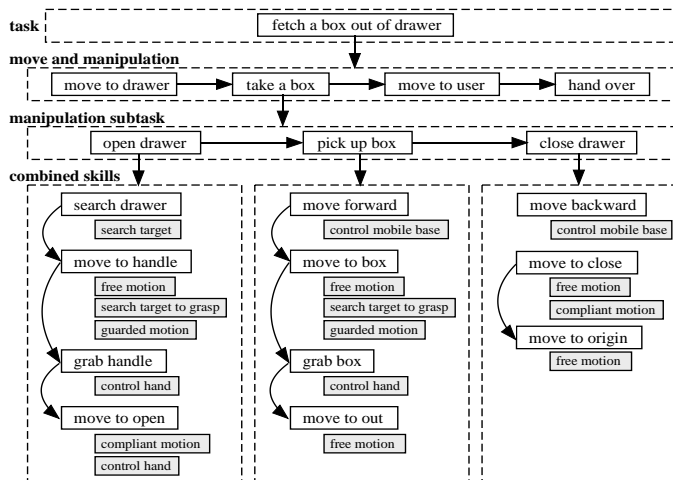 task
fetch a box out of drawer
move and manipulation
move to drawer
take a box
move to user
hand over
manipulation subtask
open drawer
pick up box
close drawer
combined skills
search drawer
search target
move to handle
free motion
search target to grasp
guarded motion
grab handle
control hand
move to open
compliant motion
control hand
move forward
control mobile base
move to box
free motion
search target to grasp
guarded motion
grab box
control hand
move to out
free motion
move backward
control mobile base
move to close
free motion
compliant motion
move to origin
free motion